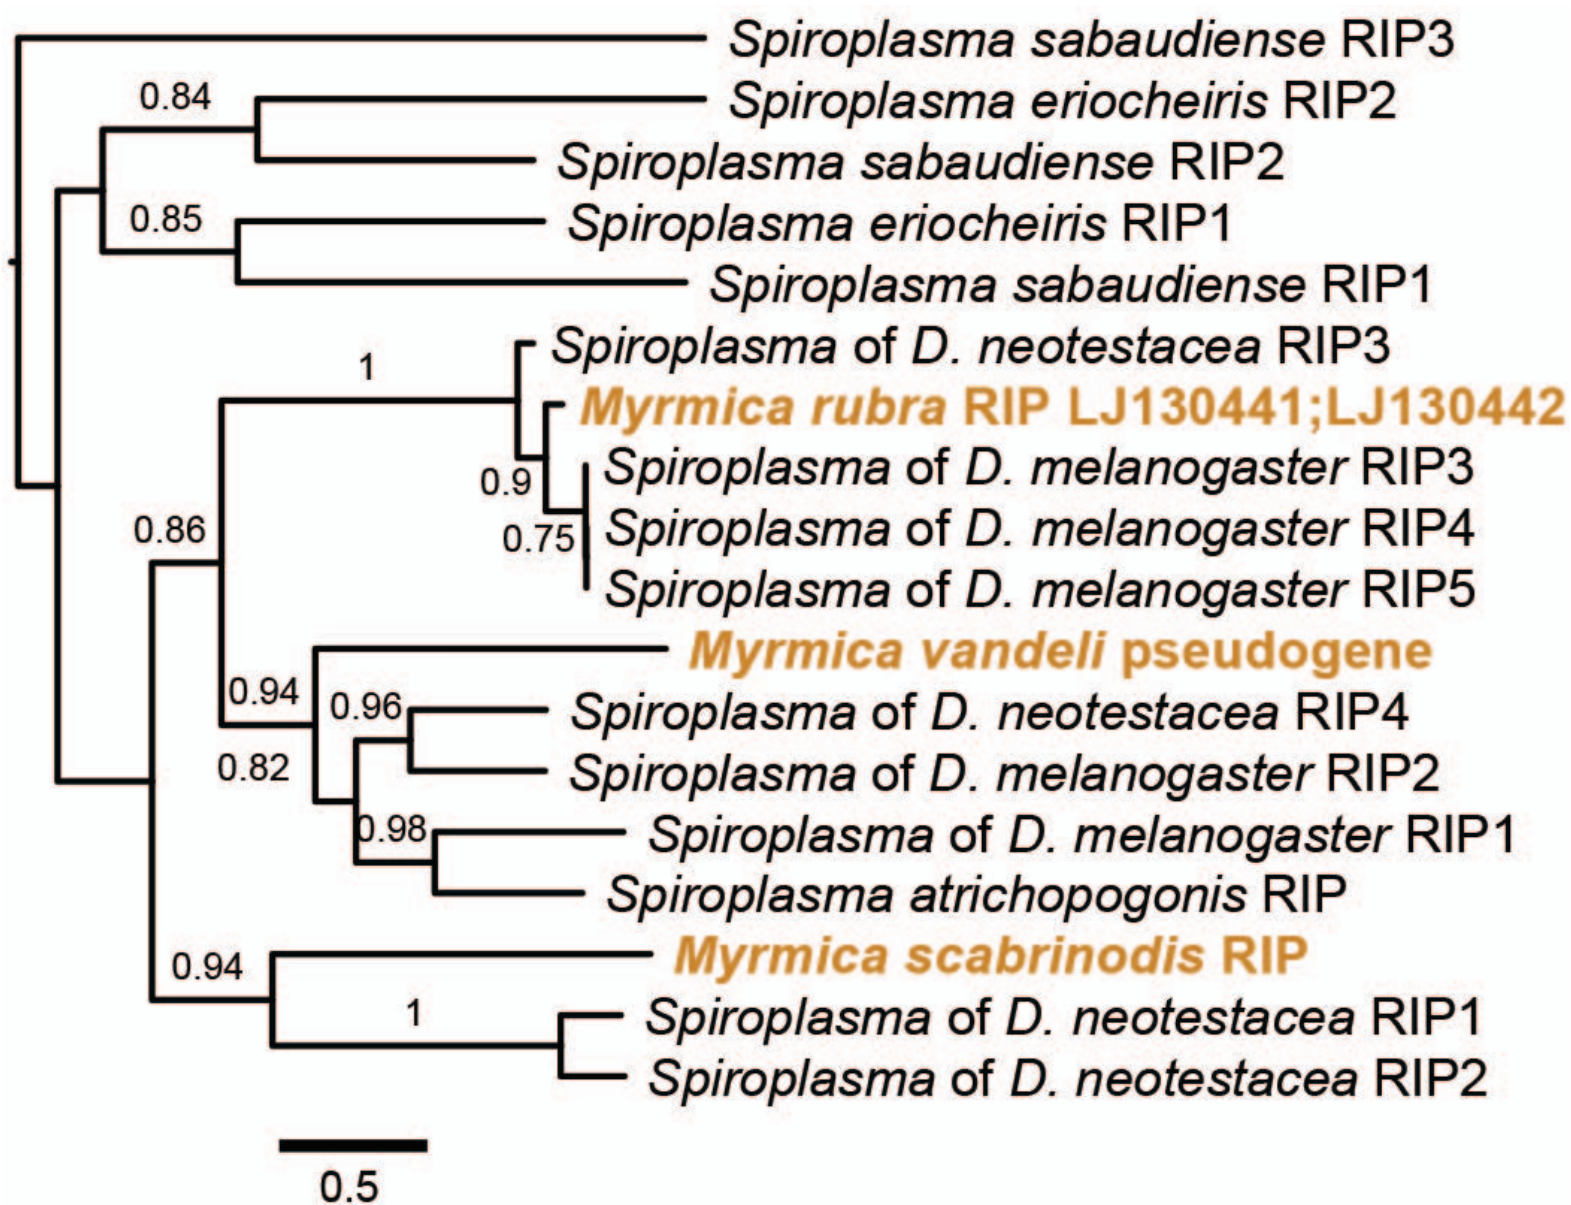 Spiroplasma sabaudiense RIP3
0.84
Spiroplasma eriocheiris RIP2
Spiroplasma sabaudiense RIP2
0.85
Spiroplasma eriocheiris RIP1
Spiroplasma sabaudiense RIP1
1
Spiroplasma of D. neotestacea RIP3
Myrmica rubra RIP LJ130441;LJ130442
0.9
Spiroplasma of D. melanogaster RIP3
0.86
0.75
Spiroplasma of D. melanogaster RIP4
Spiroplasma of D. melanogaster RIP5
Myrmica vandeli pseudogene
0.94
0.96
Spiroplasma of D. neotestacea RIP4
0.82
Spiroplasma of D. melanogaster RIP2
0.98
Spiroplasma of D. melanogaster RIP1
Spiroplasma atrichopogonis RIP
0.94
Myrmica scabrinodis RIP
1
Spiroplasma of D. neotestacea RIP1
Spiroplasma of D. neotestacea RIP2
0.5